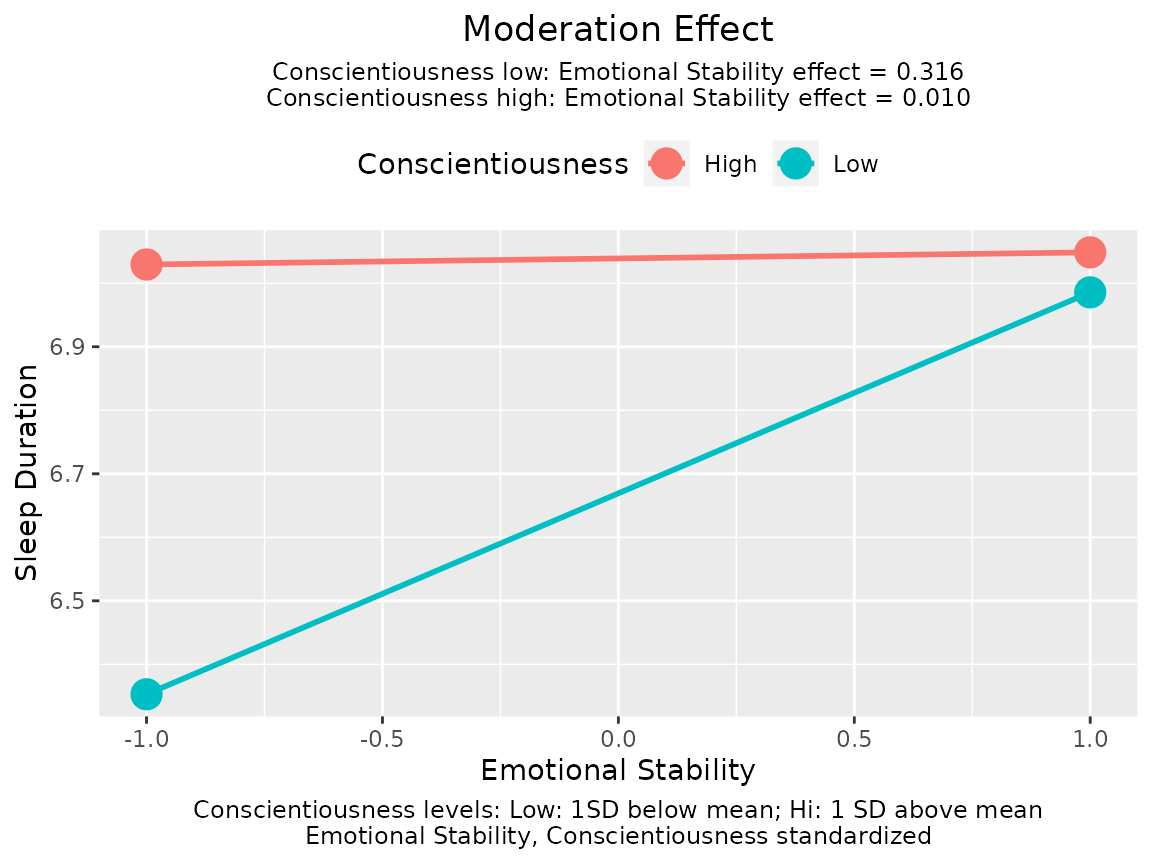 Moderation Effect
Conscientiousness low: Emotional Stability effect = 0.316
Conscientiousness high: Emotional Stability effect = 0.010
Conscientiousness High Low
6.9
6.7
6.5
Sleep Duration
-1.0 -0.5 0.0 0.5 1.0
Emotional Stability
Conscientiousness levels: Low: 1SD below mean; Hi: 1 SD above mean
Emotional Stability, Conscientiousness standardized